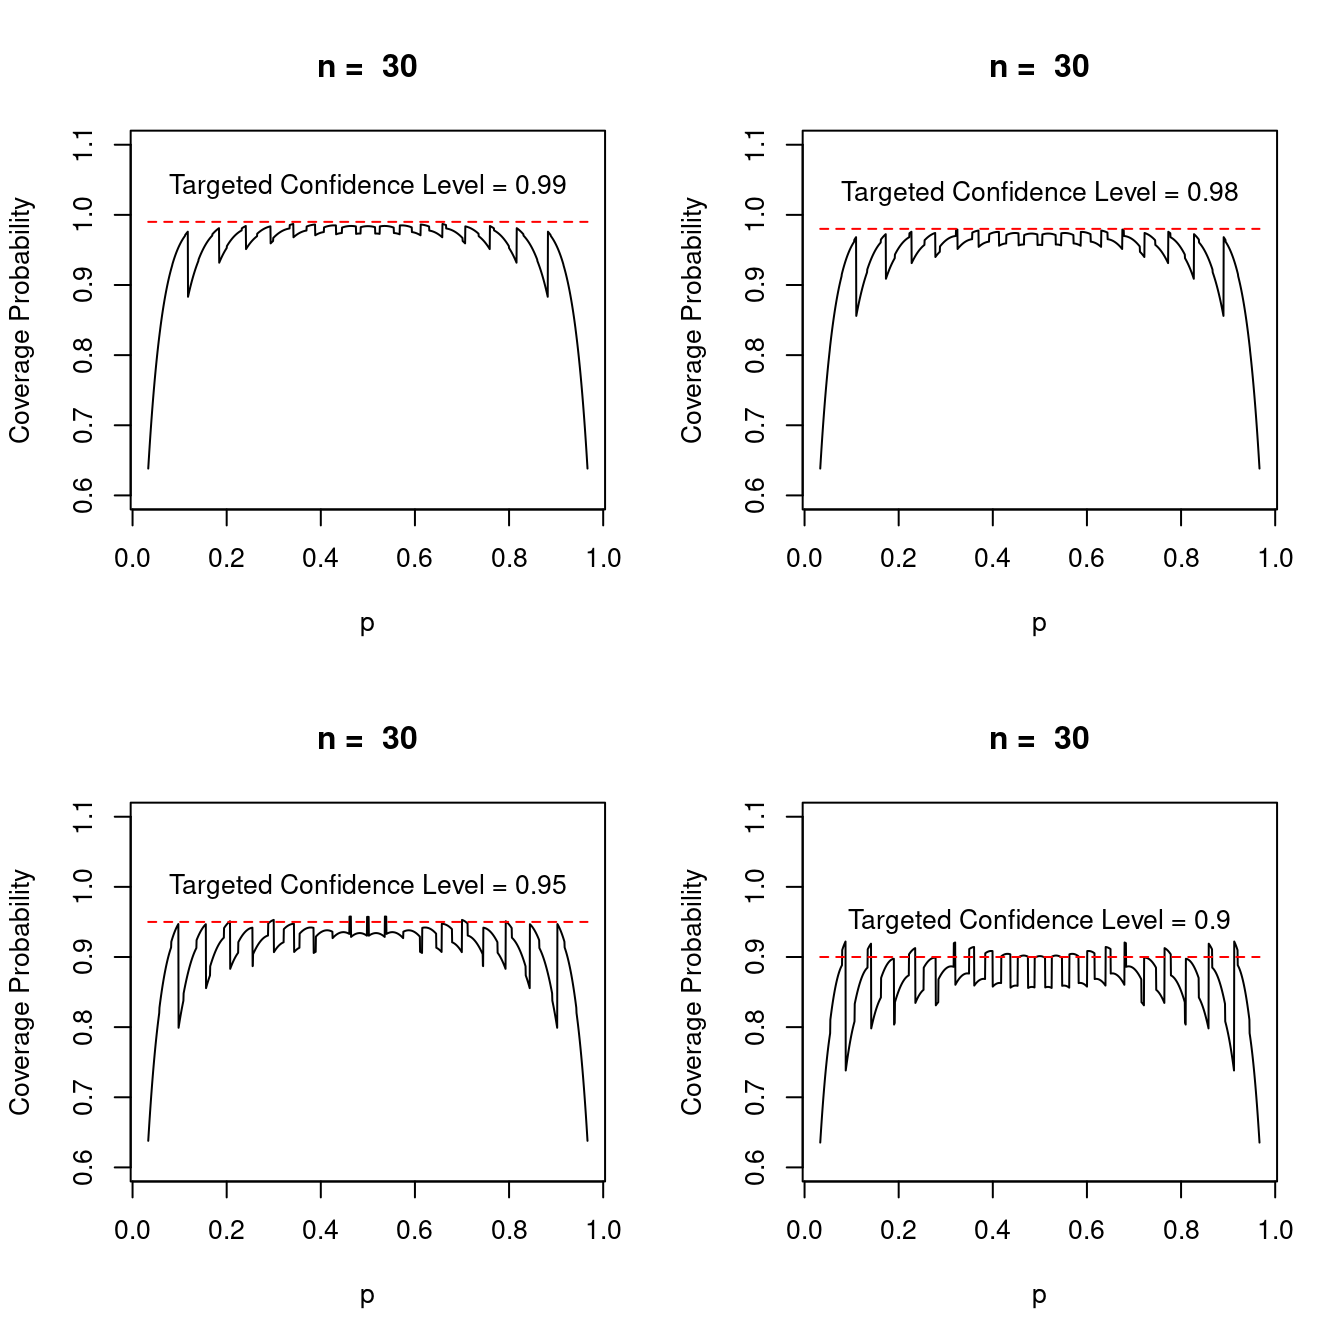 n = 30
Targeted Confidence Level = 0.99
Coverage Probability
1.1
1.0
0.9
0.8
0.7
0.6
0.0 0.2 0.4 0.6 0.8 1.0
p
n = 30
Targeted Confidence Level = 0.98
Coverage Probability
1.1
1.0
0.9
0.8
0.7
0.6
0.0 0.2 0.4 0.6 0.8 1.0
p
n = 30
Targeted Confidence Level = 0.95
Coverage Probability
1.1
1.0
0.9
0.8
0.7
0.6
0.0 0.2 0.4 0.6 0.8 1.0
p
n = 30
Targeted Confidence Level = 0.9
Coverage Probability
1.1
1.0
0.9
0.8
0.7
0.6
0.0 0.2 0.4 0.6 0.8 1.0
p